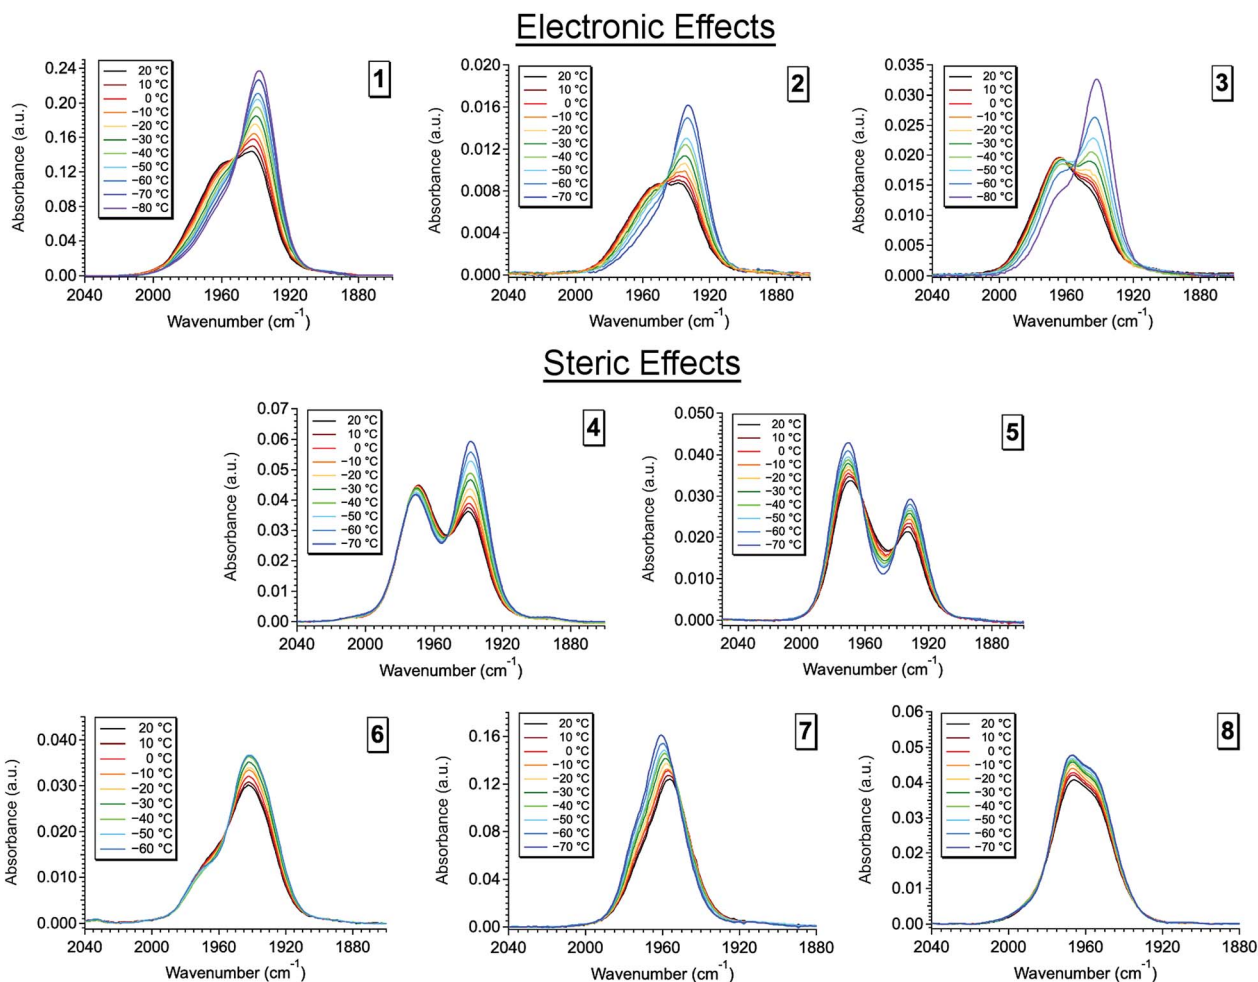 Electronic Effects
1
20 °C
10 °C
0 °C
−10 °C
−20 °C
−30 °C
−40 °C
−50 °C
−60 °C
−70 °C
−80 °C
Absorbance (a.u.)
0.24
0.20
0.16
0.12
0.08
0.04
0.00
2040 2000 1960 1920 1880
Wavenumber (cm⁻¹)
2
20 °C
10 °C
0 °C
−10 °C
−20 °C
−30 °C
−40 °C
−50 °C
−60 °C
−70 °C
Absorbance (a.u.)
0.020
0.016
0.012
0.008
0.004
0.000
2040 2000 1960 1920 1880
Wavenumber (cm⁻¹)
3
20 °C
10 °C
0 °C
−10 °C
−20 °C
−30 °C
−40 °C
−50 °C
−60 °C
−80 °C
Absorbance (a.u.)
0.035
0.030
0.025
0.020
0.015
0.010
0.005
0.000
2040 2000 1960 1920 1880
Wavenumber (cm⁻¹)
Steric Effects
4
20 °C
10 °C
0 °C
−10 °C
−20 °C
−30 °C
−40 °C
−50 °C
−60 °C
−70 °C
Absorbance (a.u.)
0.07
0.06
0.05
0.04
0.03
0.02
0.01
0.00
2040 2000 1960 1920 1880
Wavenumber (cm⁻¹)
5
20 °C
10 °C
0 °C
−10 °C
−20 °C
−30 °C
−40 °C
−50 °C
−60 °C
−70 °C
Absorbance (a.u.)
0.050
0.040
0.030
0.020
0.010
0.000
2040 2000 1960 1920 1880
Wavenumber (cm⁻¹)
6
20 °C
10 °C
0 °C
−10 °C
−20 °C
−30 °C
−40 °C
−50 °C
−60 °C
Absorbance (a.u.)
0.040
0.030
0.020
0.010
0.000
2040 2000 1960 1920 1880
Wavenumber (cm⁻¹)
7
20 °C
10 °C
0 °C
−10 °C
−20 °C
−30 °C
−40 °C
−50 °C
−60 °C
−70 °C
Absorbance (a.u.)
0.16
0.12
0.08
0.04
0.00
2040 2000 1960 1920 1880
Wavenumber (cm⁻¹)
8
20 °C
10 °C
0 °C
−10 °C
−20 °C
−30 °C
−40 °C
−50 °C
−60 °C
−70 °C
Absorbance (a.u.)
0.06
0.05
0.04
0.03
0.02
0.01
0.00
2040 2000 1960 1920 1880
Wavenumber (cm⁻¹)